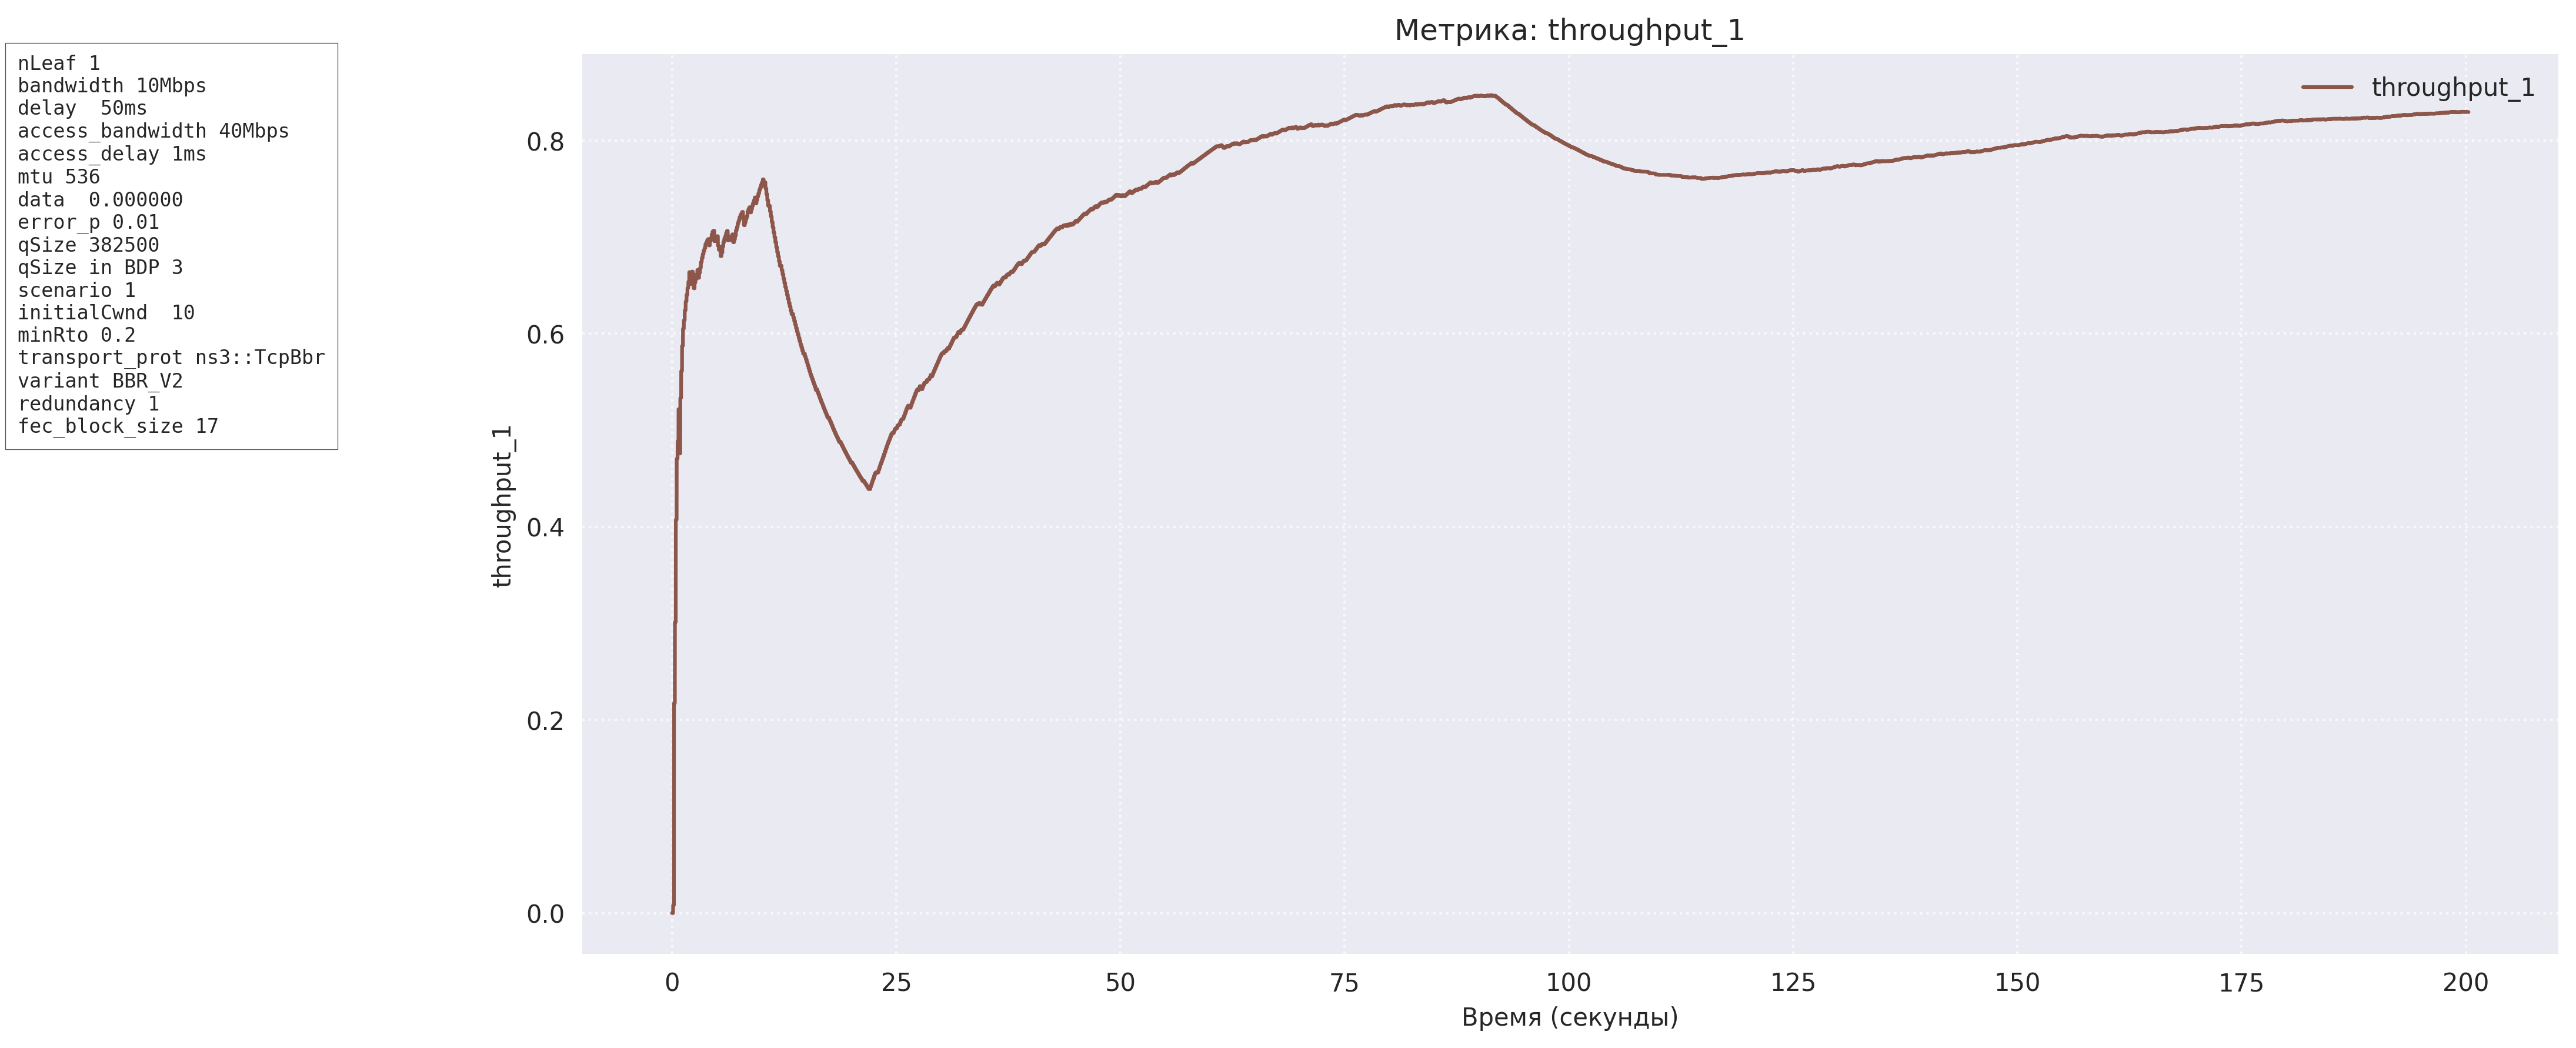 Метрика: throughput_1
nLeaf 1
bandwidth 10Mbps
delay  50ms
access_bandwidth 40Mbps
access_delay 1ms
mtu 536
data  0.000000
error_p 0.01
qSize 382500
qSize in BDP 3
scenario 1
initialCwnd  10
minRto 0.2
transport_prot ns3::TcpBbr
variant BBR_V2
redundancy 1
fec_block_size 17
throughput_1
throughput_1
0.8
0.6
0.4
0.2
0.0
0 25 50 75 100 125 150 175 200
Время (секунды)